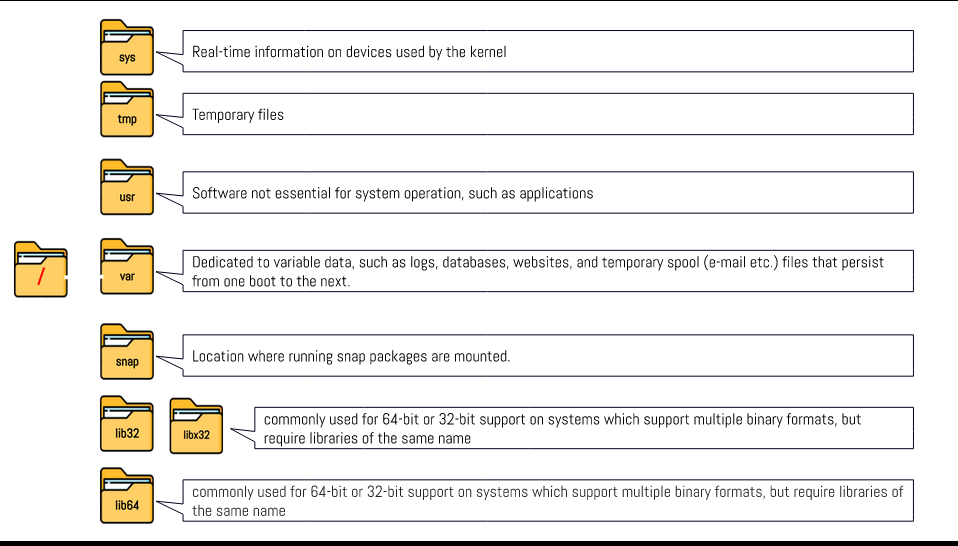 sys
Real-time information on devices used by the kernel
tmp
Temporary files
usr
Software not essential for system operation, such as applications
/
var
Dedicated to variable data, such as logs, databases, websites, and temporary spool (e-mail etc.) files that persist
from one boot to the next.
snap
Location where running snap packages are mounted.
lib32
libx32
commonly used for 64-bit or 32-bit support on systems which support multiple binary formats, but
require libraries of the same name
lib64
commonly used for 64-bit or 32-bit support on systems which support multiple binary formats, but require libraries of
the same name